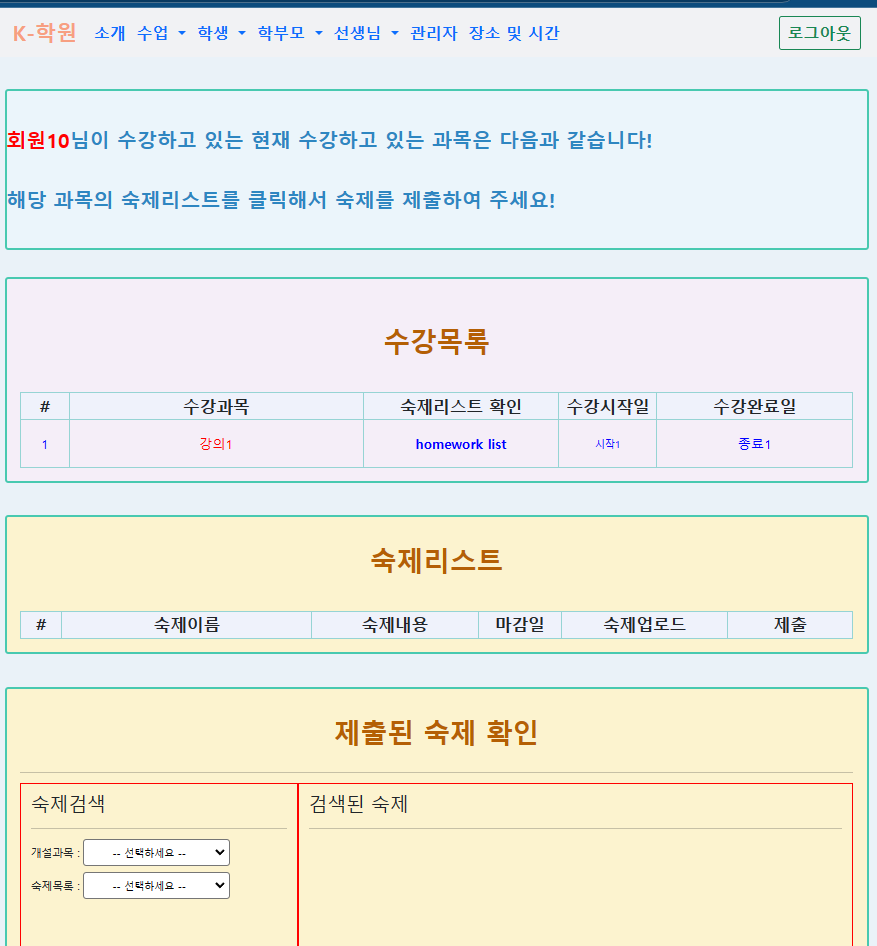 K-학원 소개 수업 학생 학부모 선생님 관리자 장소 및 시간 로그아웃
회원10님이 수강하고 있는 현재 수강하고 있는 과목은 다음과 같습니다!
해당 과목의 숙제리스트를 클릭해서 숙제를 제출하여 주세요!
수강목록
# 수강과목 숙제리스트 확인 수강시작일 수강완료일
1 강의1 homework list 시작1 종료1
숙제리스트
# 숙제이름 숙제내용 마감일 숙제업로드 제출
제출된 숙제 확인
숙제검색 검색된 숙제
개설과목 : -- 선택하세요 --
숙제목록 : -- 선택하세요 --